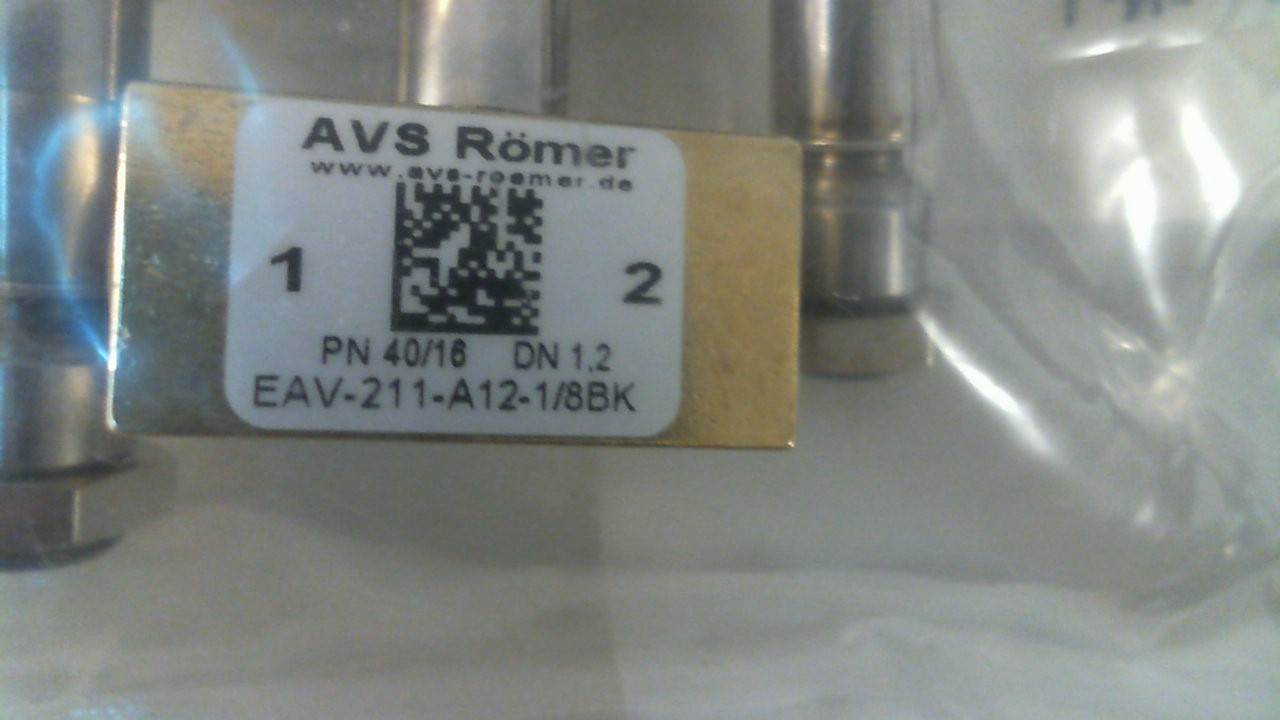 AVS Römer
www.avs-roemer.de
1 2
PN 40/16 DN 1,2
EAV-211-A12-1/8BK